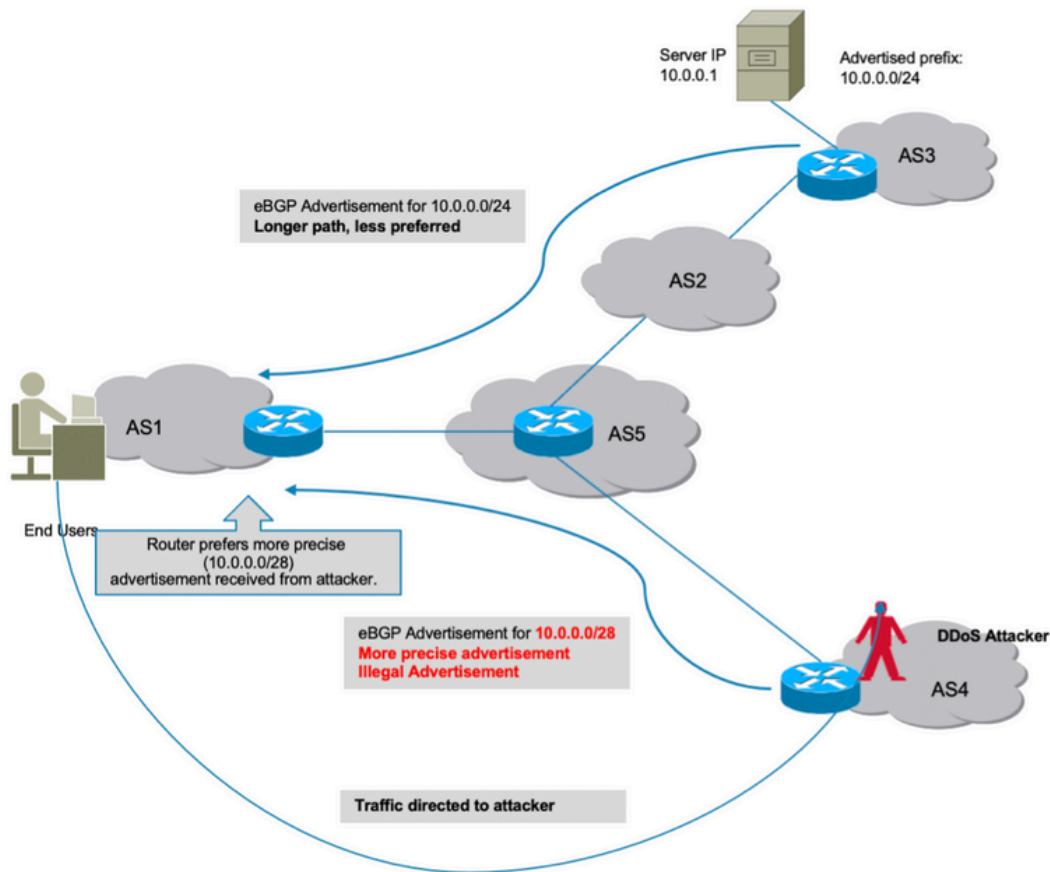 Server IP
10.0.0.1
Advertised prefix:
10.0.0.0/24
AS3
eBGP Advertisement for 10.0.0.0/24
Longer path, less preferred
AS2
AS1
AS5
End Users
Router prefers more precise
(10.0.0.0/28)
advertisement received from attacker.
eBGP Advertisement for 10.0.0.0/28
More precise advertisement
Illegal Advertisement
DDoS Attacker
AS4
Traffic directed to attacker